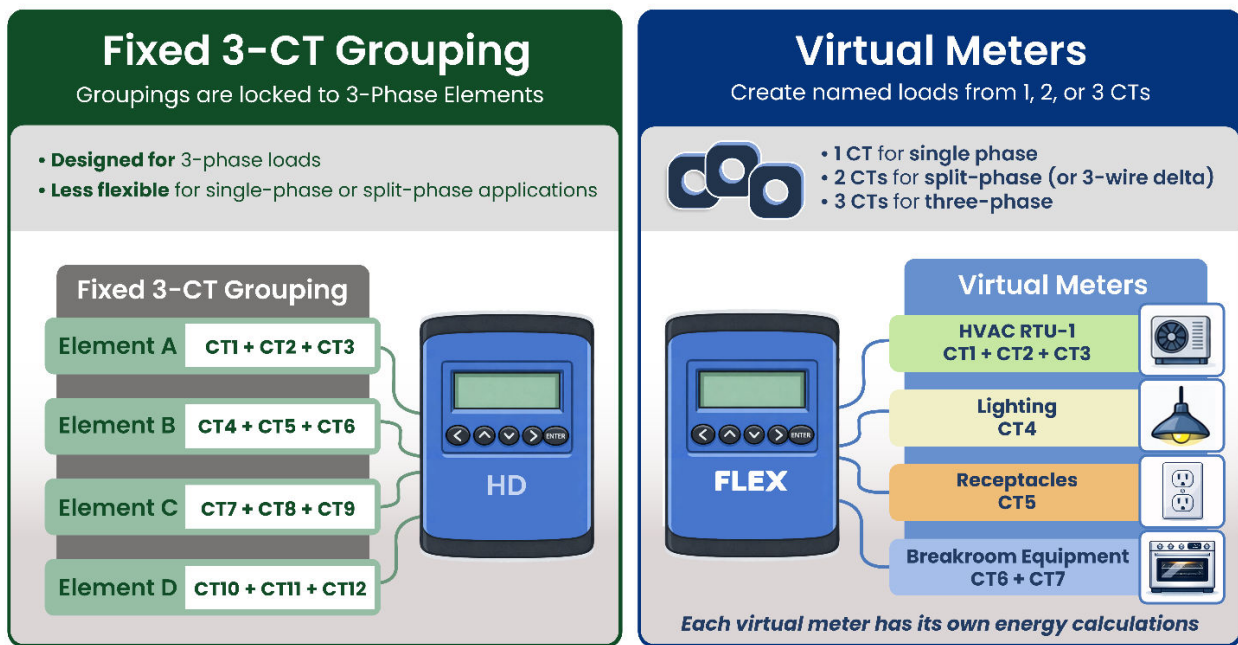 Fixed 3-CT Grouping
Groupings are locked to 3-Phase Elements
• Designed for 3-phase loads
• Less flexible for single-phase or split-phase applications
Fixed 3-CT Grouping
Element A CT1 + CT2 + CT3
Element B CT4 + CT5 + CT6
Element C CT7 + CT8 + CT9
Element D CT10 + CT11 + CT12
ENTER
HD
Virtual Meters
Create named loads from 1, 2, or 3 CTs
• 1 CT for single phase
• 2 CTs for split-phase (or 3-wire delta)
• 3 CTs for three-phase
ENTER
FLEX
Virtual Meters
HVAC RTU-1
CT1 + CT2 + CT3
Lighting
CT4
Receptacles
CT5
Breakroom Equipment
CT6 + CT7
Each virtual meter has its own energy calculations